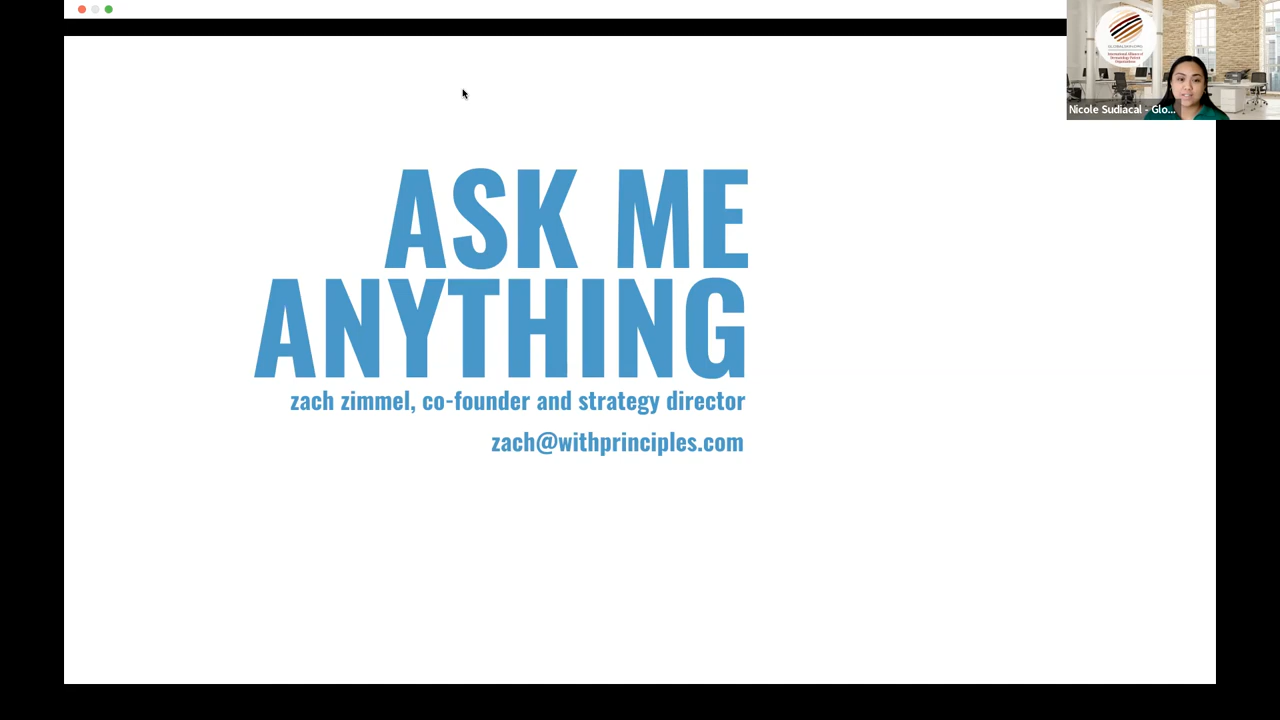 ASK ME
ANYTHING
zach zimmel, co-founder and strategy director
zach@withprinciples.com
Nicole Sudiacal - Glo...